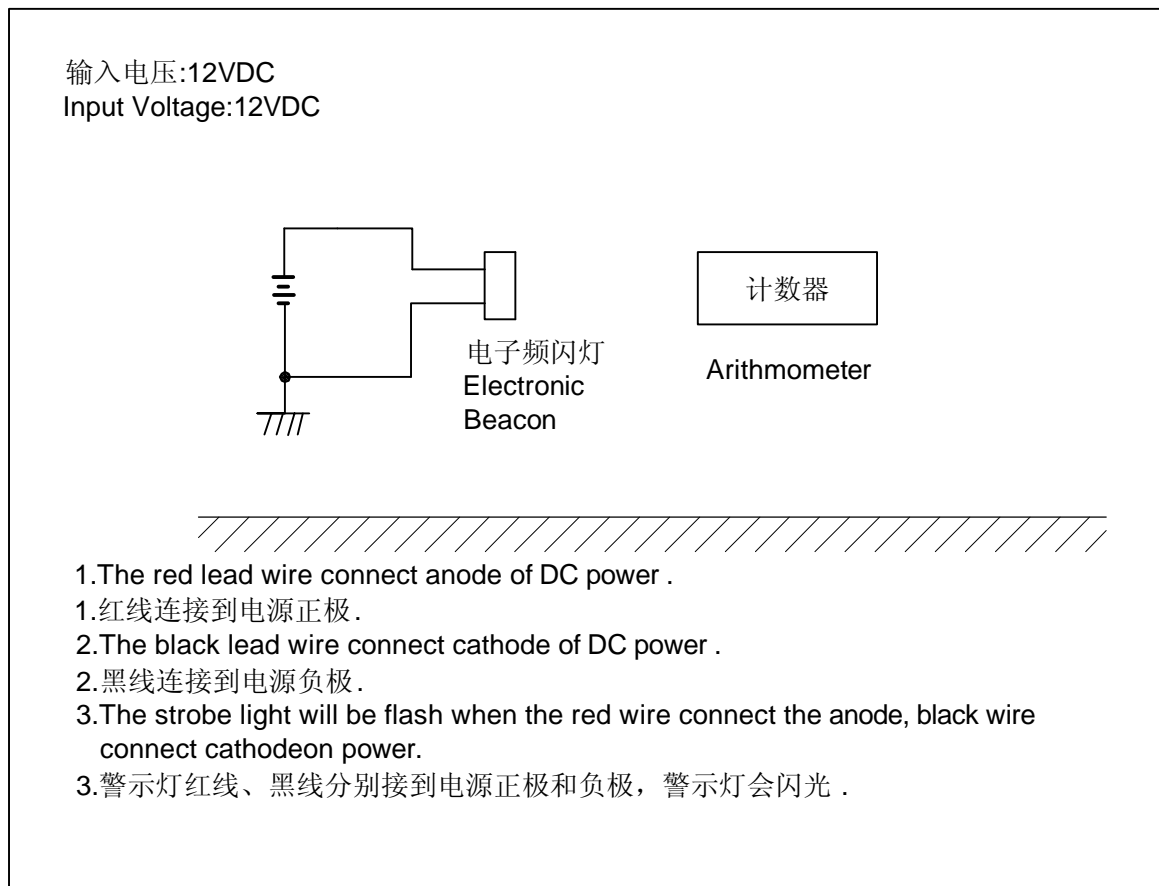 输入电压:12VDC
Input Voltage:12VDC
计数器
电子频闪灯
Electronic
Beacon
Arithmometer
1.The red lead wire connect anode of DC power .
1.红线连接到电源正极.
2.The black lead wire connect cathode of DC power .
2.黑线连接到电源负极.
3.The strobe light will be flash when the red wire connect the anode, black wire
connect cathodeon power.
3.警示灯红线、黑线分别接到电源正极和负极，警示灯会闪光 .